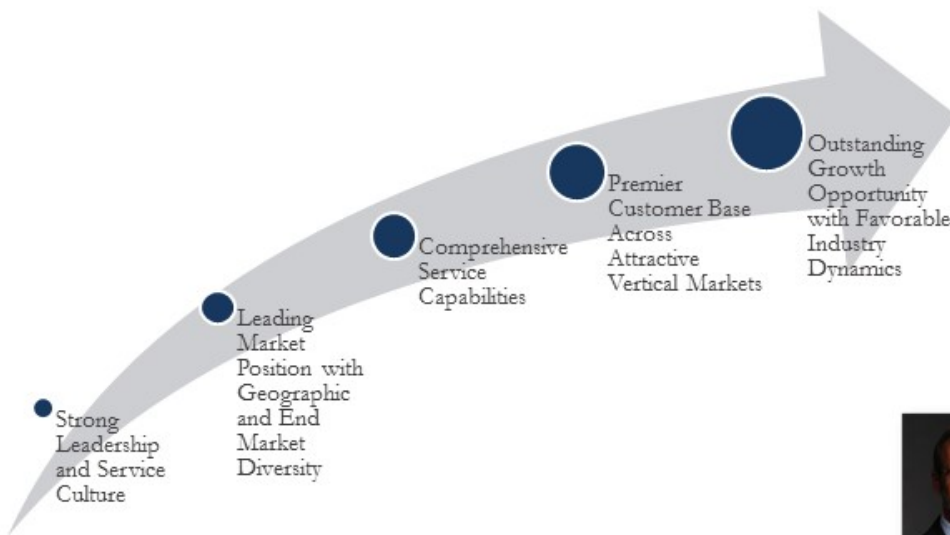 Strong
Leadership
and Service
Culture
Leading
Market
Position with
Geographic
and End
Market
Diversity
Comprehensive
Service
Capabilities
Premier
Customer Base
Across
Attractive
Vertical Markets
Outstanding
Growth
Opportunity
with Favorable
Industry
Dynamics